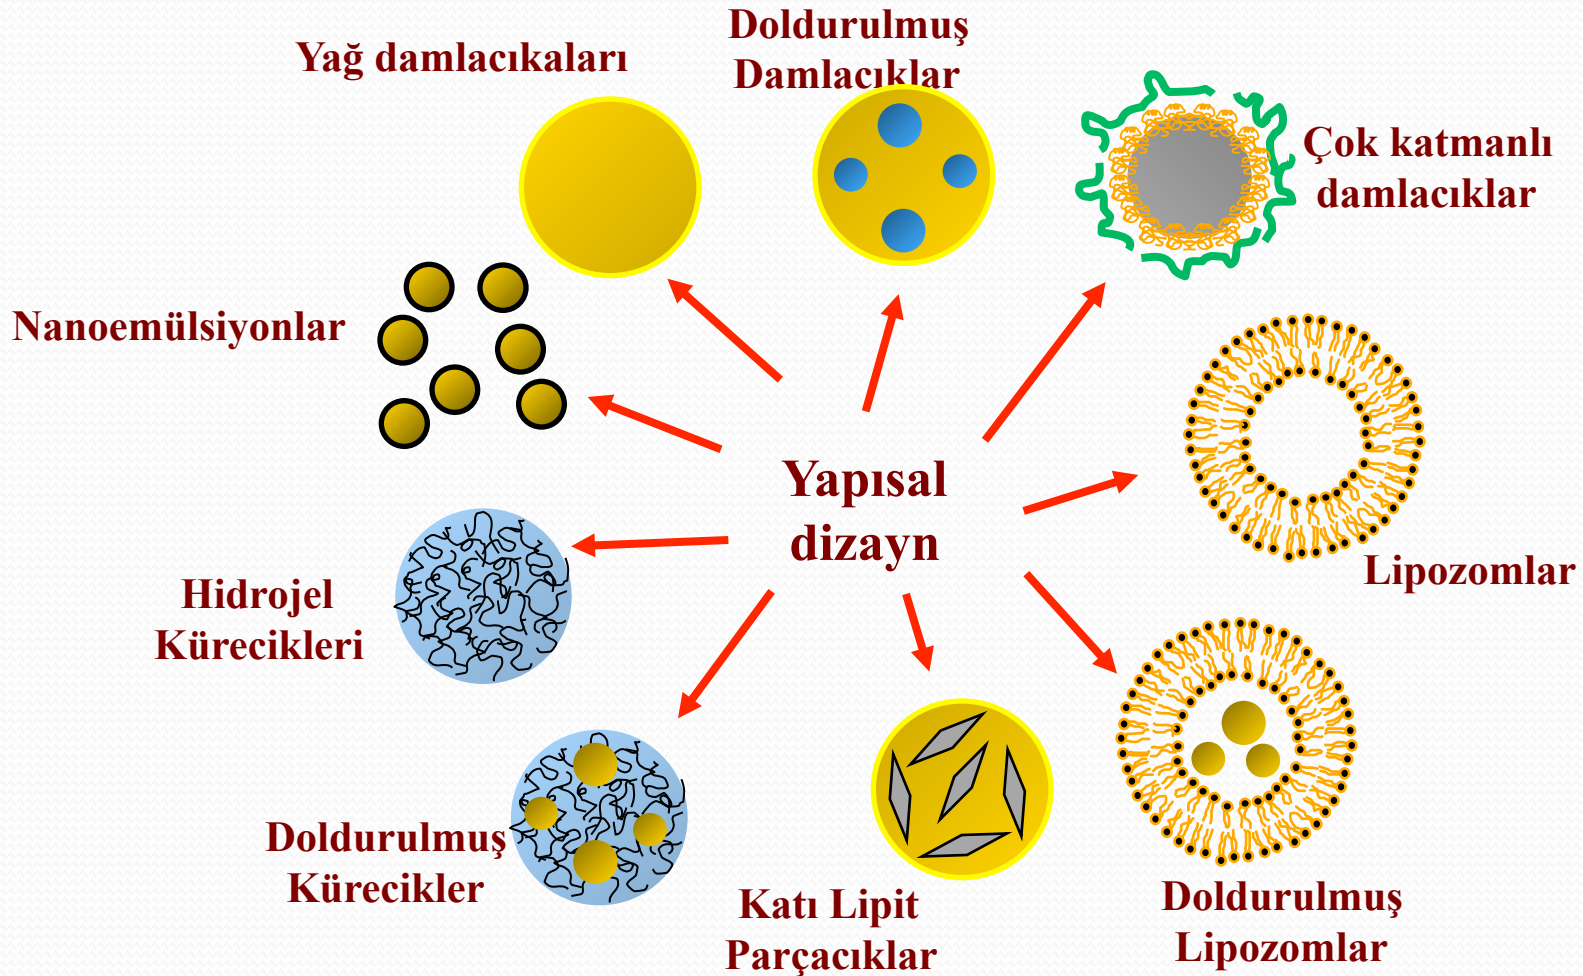 Yağ damlacıkaları
Doldurulmuş
Damlacıklar
Çok katmanlı
damlacıklar
Nanoemülsiyonlar
Yapısal
dizayn
Lipozomlar
Hidrojel
Kürecikleri
Doldurulmuş
Kürecikler
Katı Lipit
Parçacıklar
Doldurulmuş
Lipozomlar